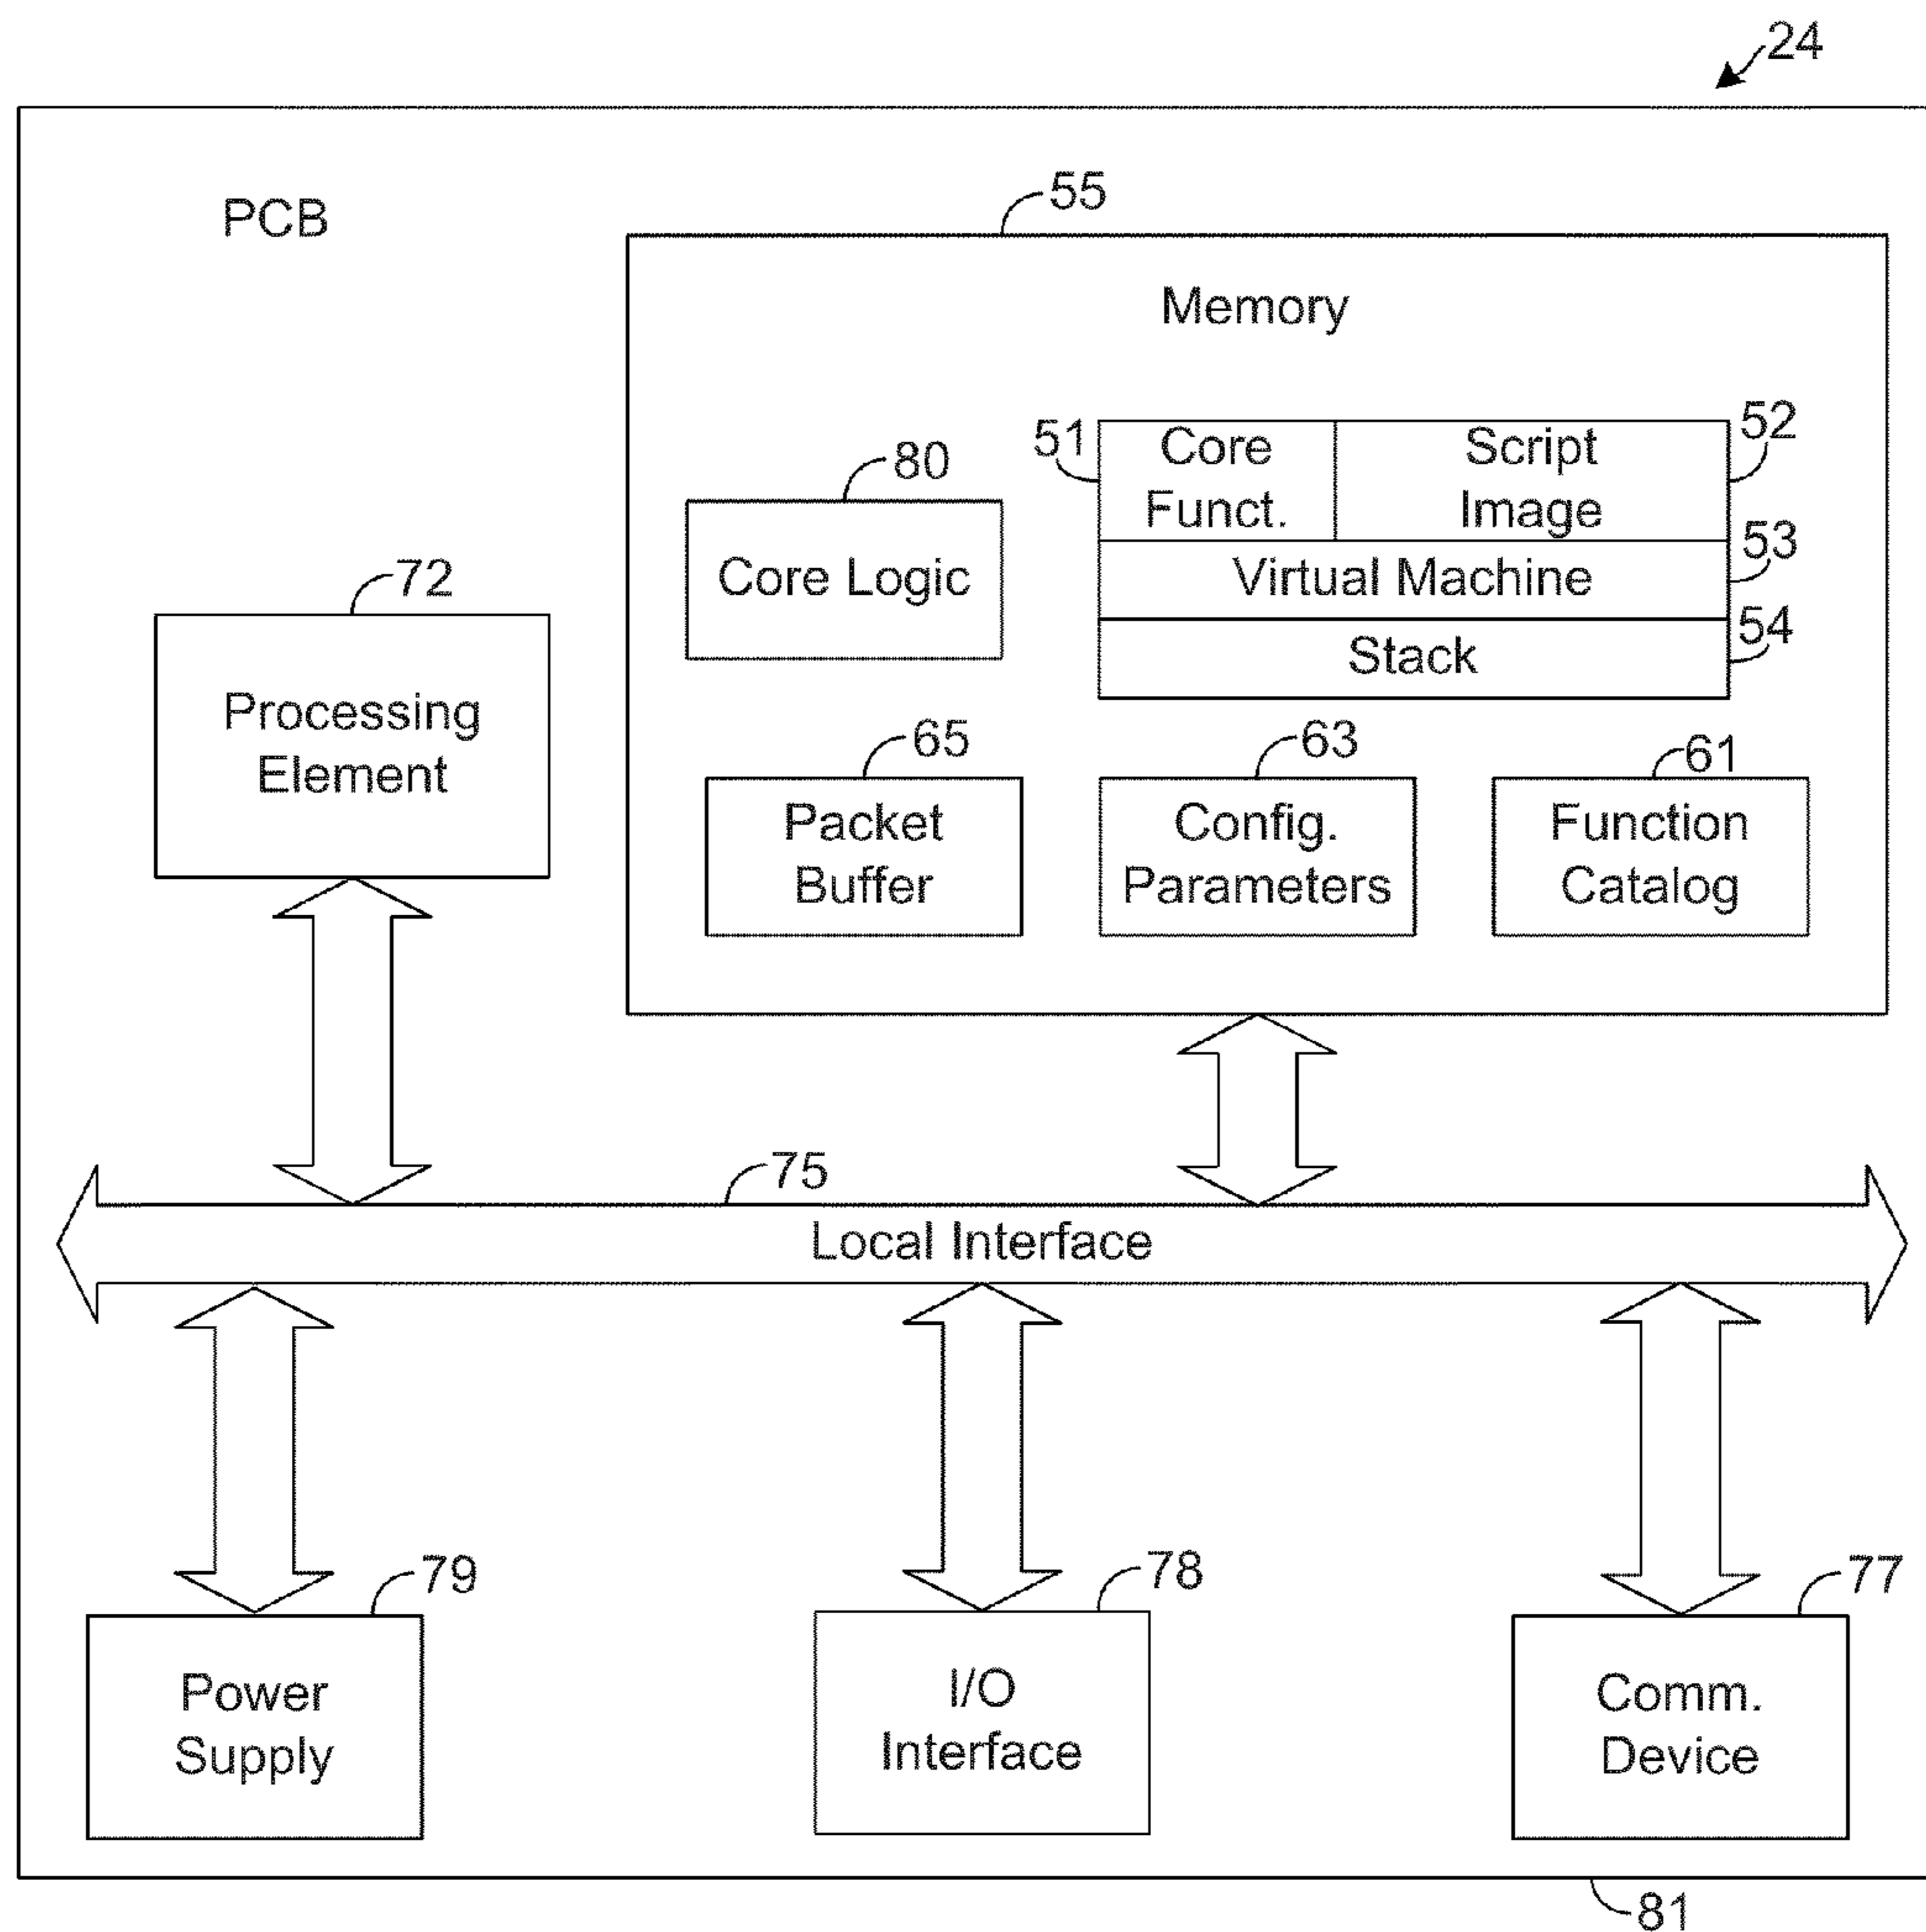 24
PCB
55
Memory
80
Core Logic
51
Core
Funct.
Script
Image
52
Virtual Machine
53
Stack
54
72
Processing
Element
65
Packet
Buffer
63
Config.
Parameters
61
Function
Catalog
75
Local Interface
79
Power
Supply
78
I/O
Interface
77
Comm.
Device
81